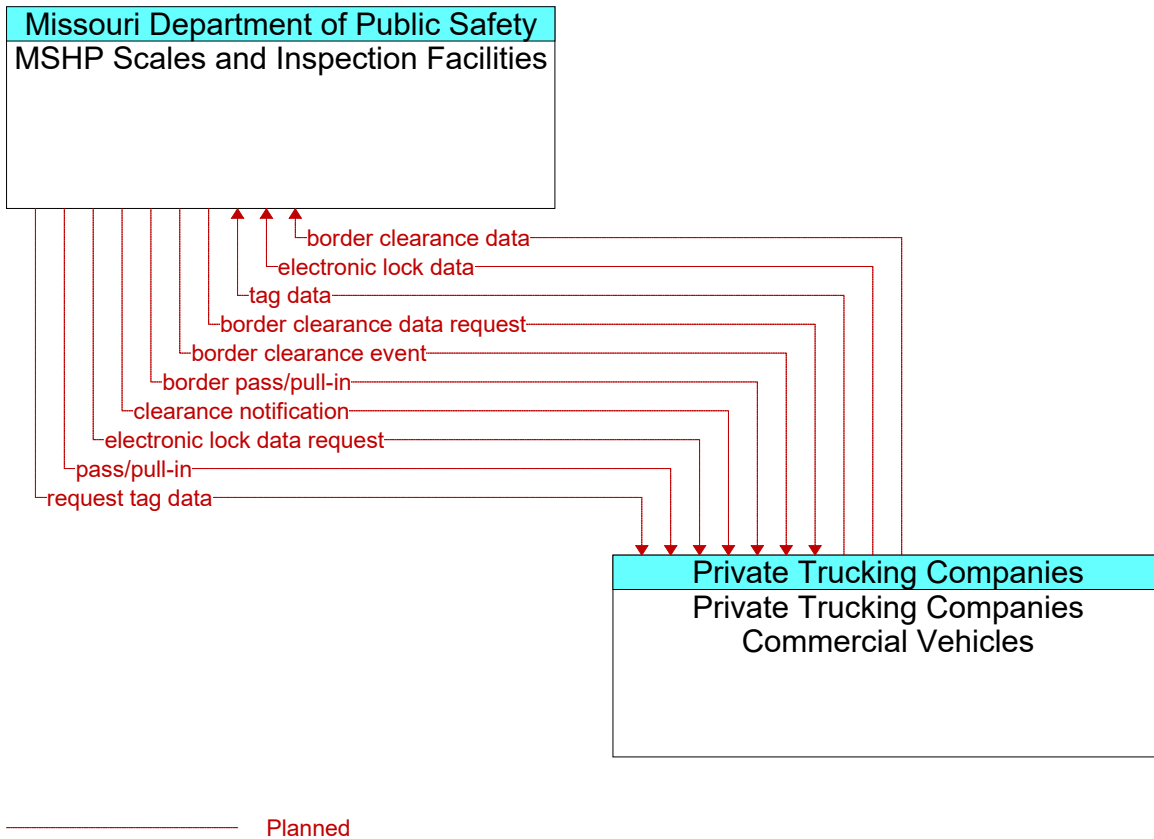 Missouri Department of Public Safety
MSHP Scales and Inspection Facilities
border clearance data
electronic lock data
tag data
border clearance data request
border clearance event
border pass/pull-in
clearance notification
electronic lock data request
pass/pull-in
request tag data
Private Trucking Companies
Private Trucking Companies
Commercial Vehicles
Planned